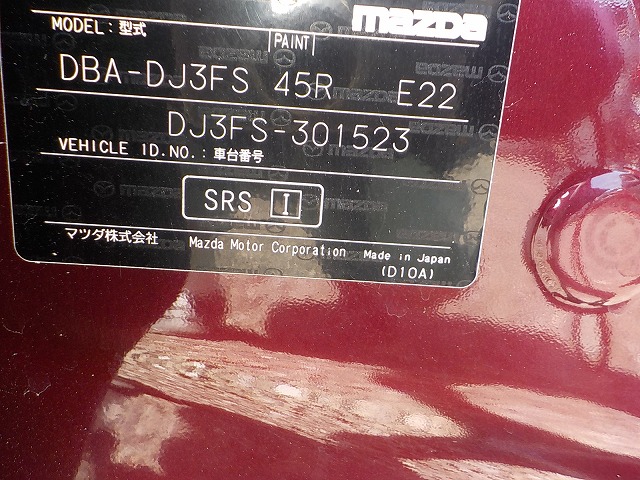 mazda
MODEL : 型式 PAINT
DBA-DJ3FS 45R E22
DJ3FS-301523
VEHICLE ID.NO. : 車台番号
SRS I
マツダ株式会社 Mazda Motor Corporation Made in Japan
(D10A)